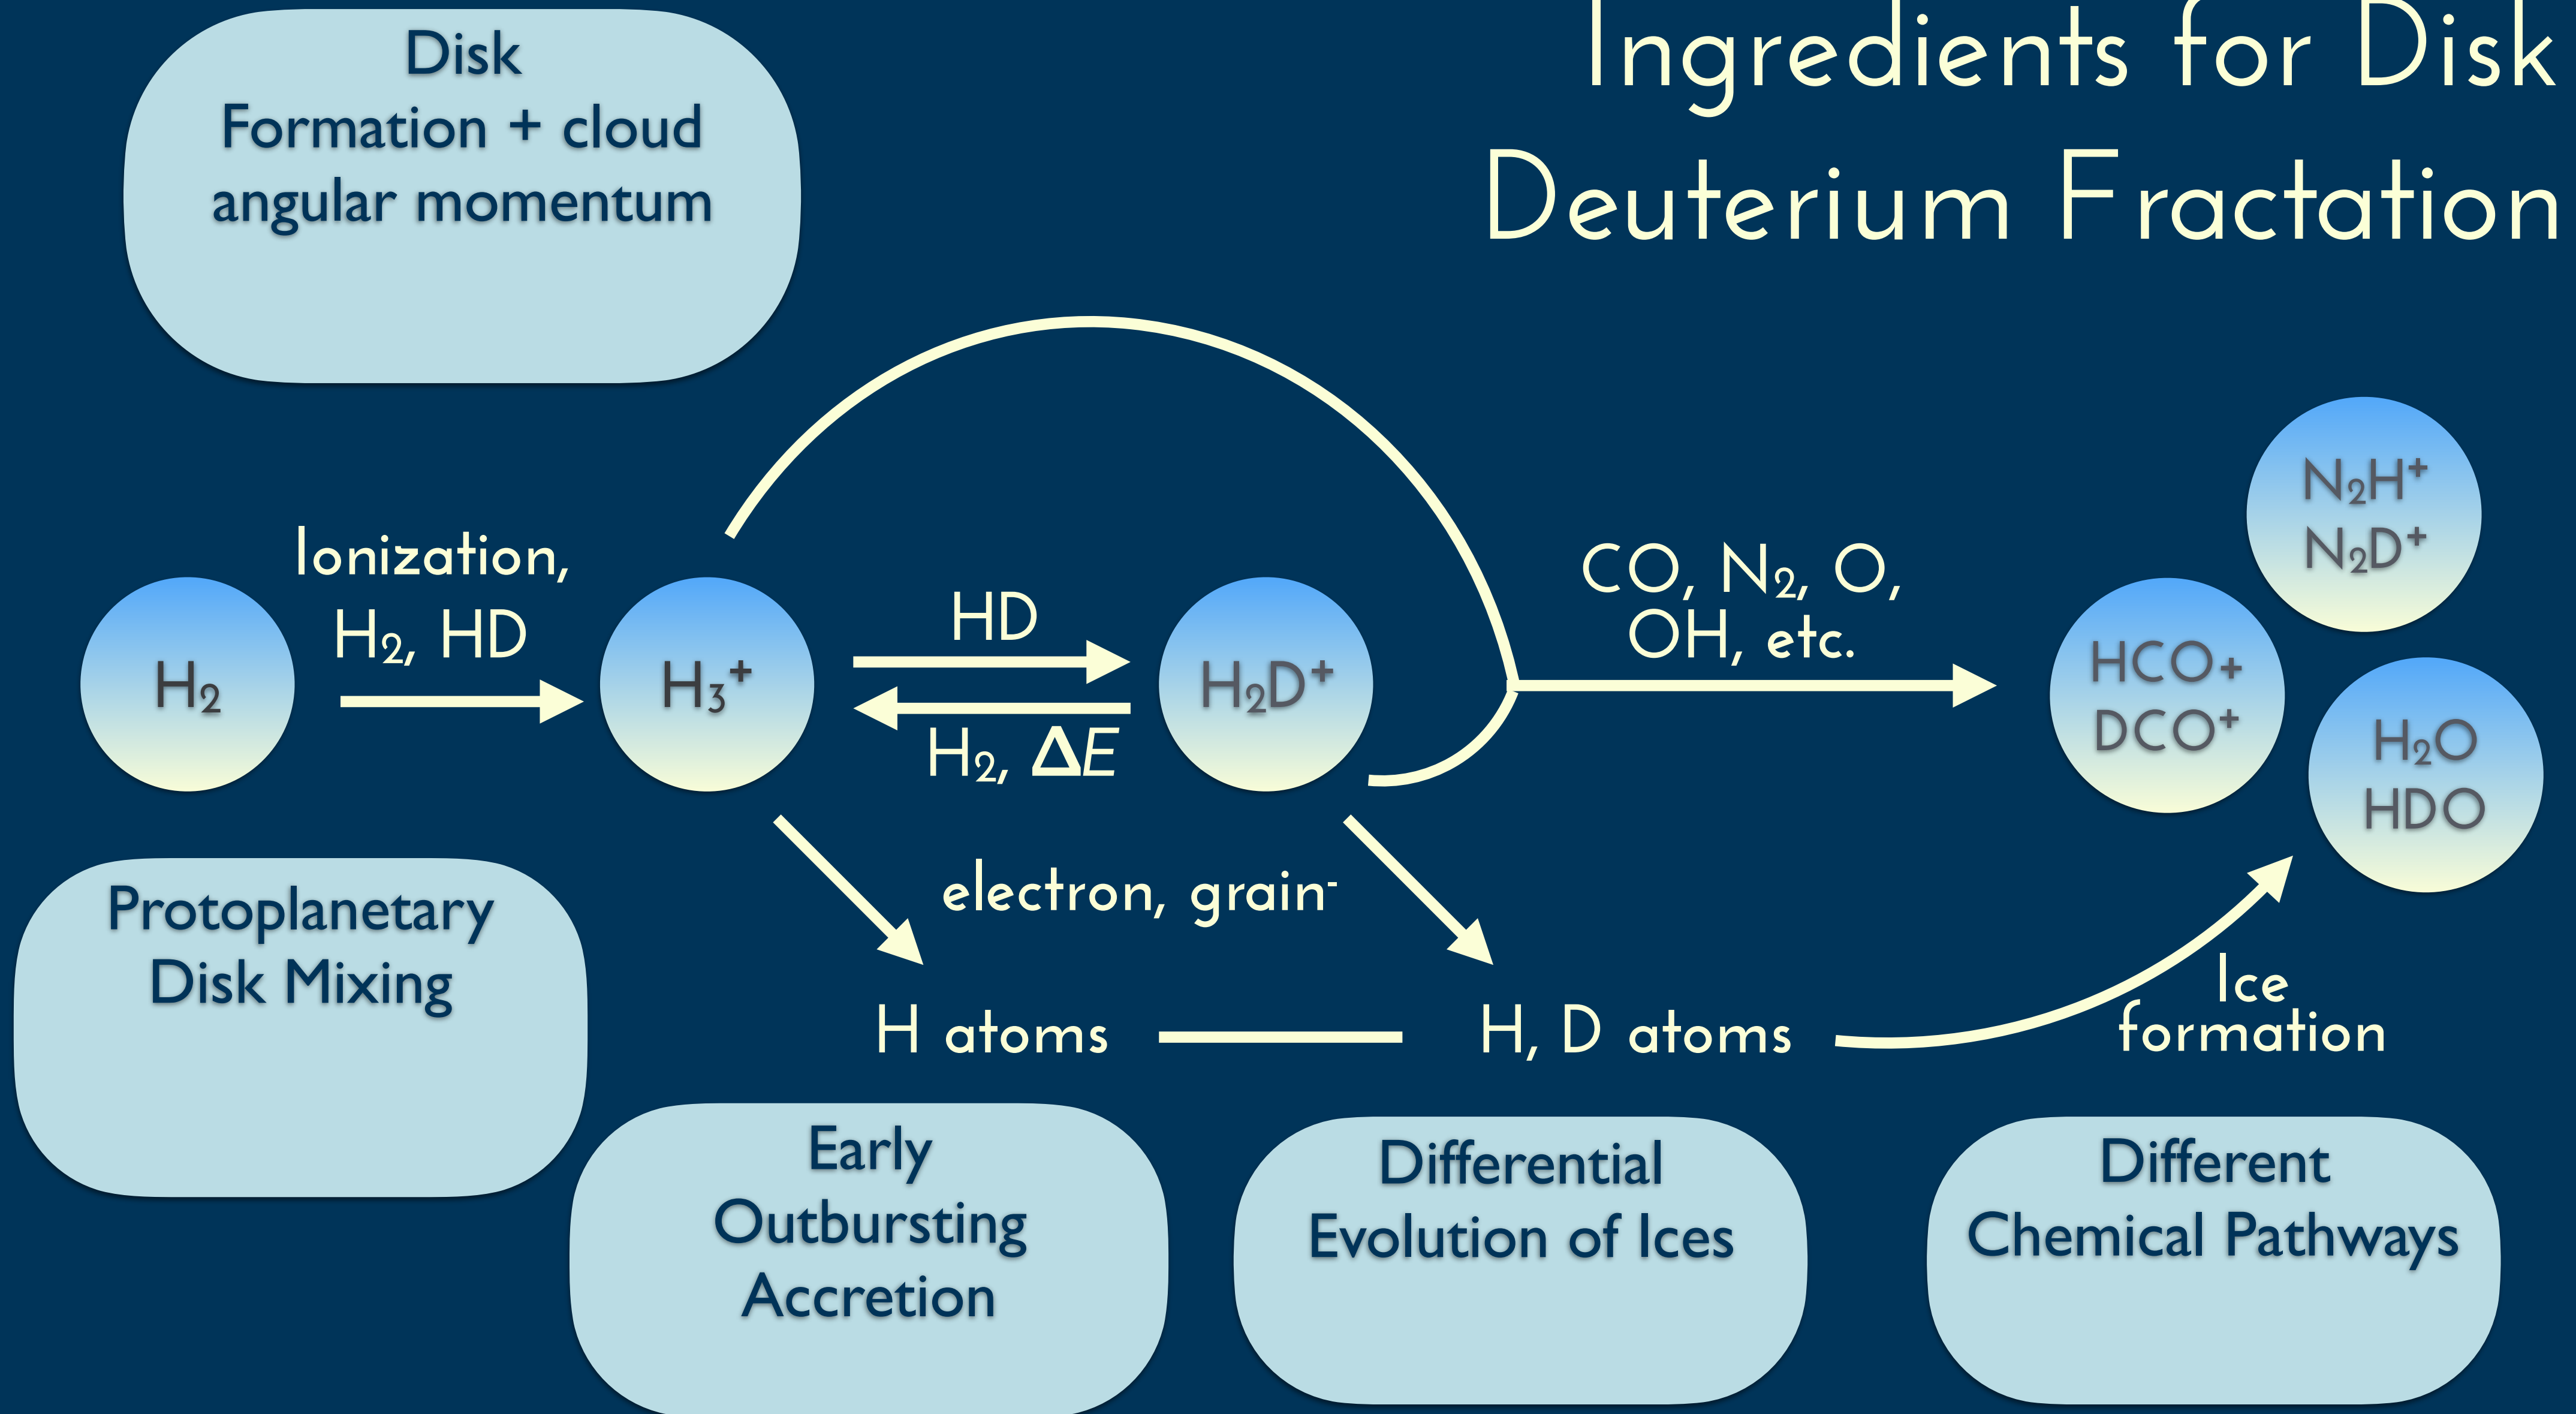 Ingredients for Disk
Deuterium Fractation
Disk
Formation + cloud
angular momentum
H₂
Ionization,
H₂, HD
H₃⁺
HD
H₂, ΔE
H₂D⁺
CO, N₂, O,
OH, etc.
N₂H⁺
N₂D⁺
HCO+
DCO⁺
H₂O
HDO
electron, grain⁻
H atoms
H, D atoms
Ice
formation
Protoplanetary
Disk Mixing
Early
Outbursting
Accretion
Differential
Evolution of Ices
Different
Chemical Pathways